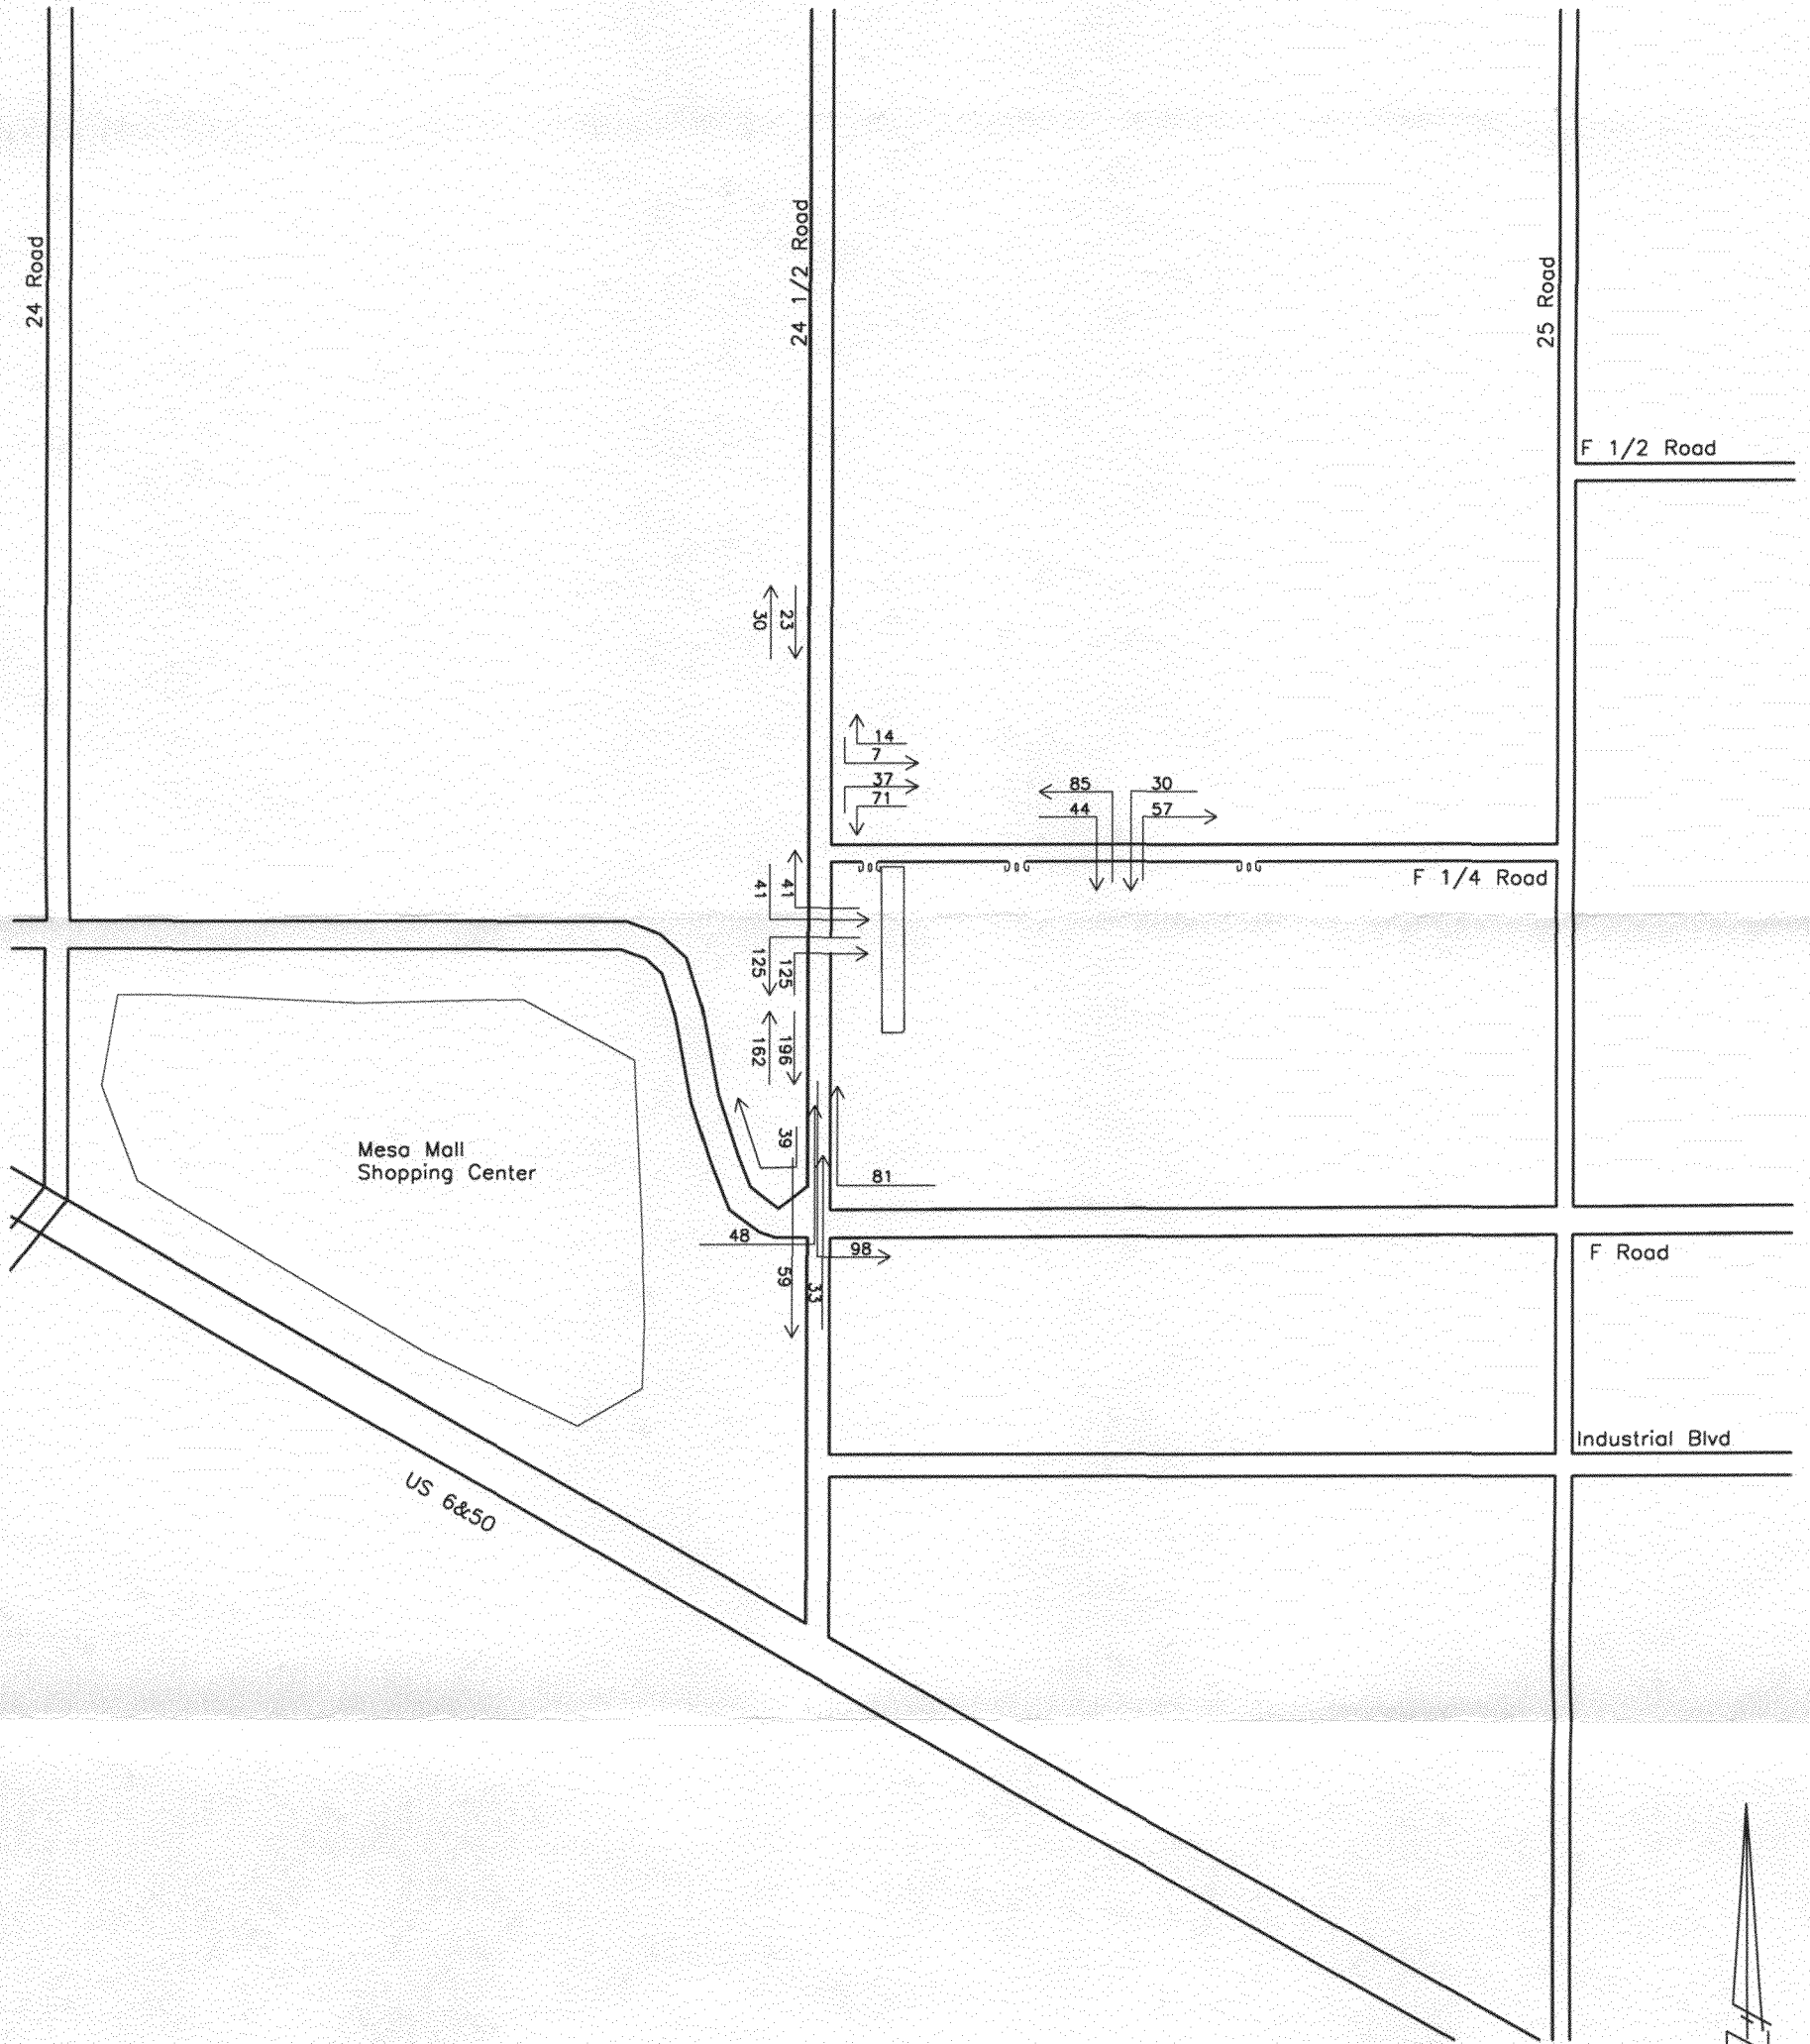 24 Road
24 1/2 Road
25 Road
F 1/2 Road
30
23
14
7
37
71
85
30
44
57
F 1/4 Road
41
41
125
125
162
196
39
Mesa Mall
Shopping Center
81
48
98
F Road
59
33
Industrial Blvd
US 6&50